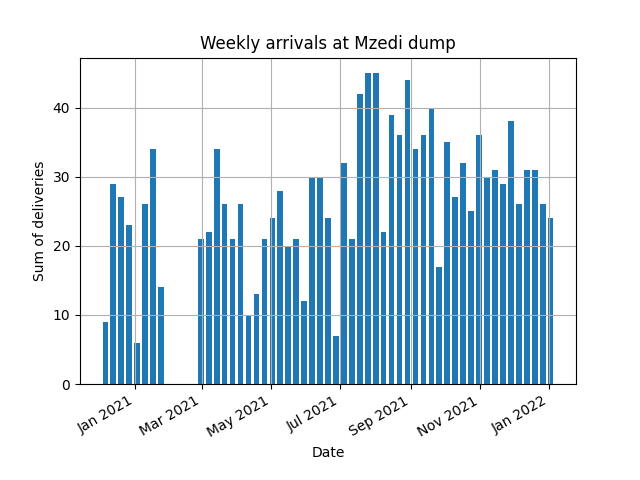 Weekly arrivals at Mzedi dump
Sum of deliveries
40
30
20
10
0
Jan 2021
Mar 2021
May 2021
Jul 2021
Sep 2021
Nov 2021
Jan 2022
Date